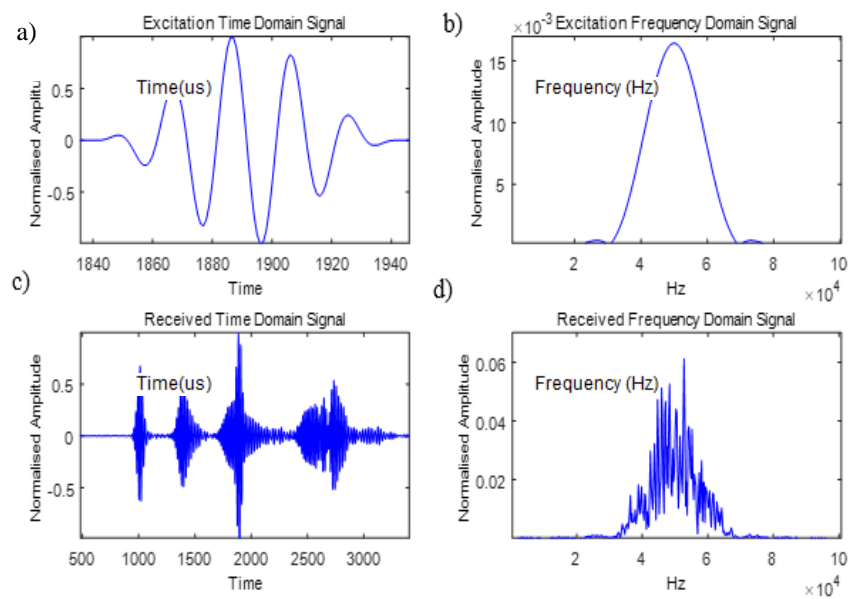 a)
Excitation Time Domain Signal
Normalised Amplitude
0.5
0
-0.5
Time(us)
1840 1860 1880 1900 1920 1940
Time
b)
×10⁻³ Excitation Frequency Domain Signal
Normalised Amplitude
15
10
5
Frequency (Hz)
2 4 6 8 10
Hz
×10⁴
c)
Received Time Domain Signal
Normalised Amplitude
0.5
0
-0.5
Time(us)
500 1000 1500 2000 2500 3000
Time
d)
Received Frequency Domain Signal
Normalised Amplitude
0.06
0.04
0.02
Frequency (Hz)
2 4 6 8 10
Hz
×10⁴